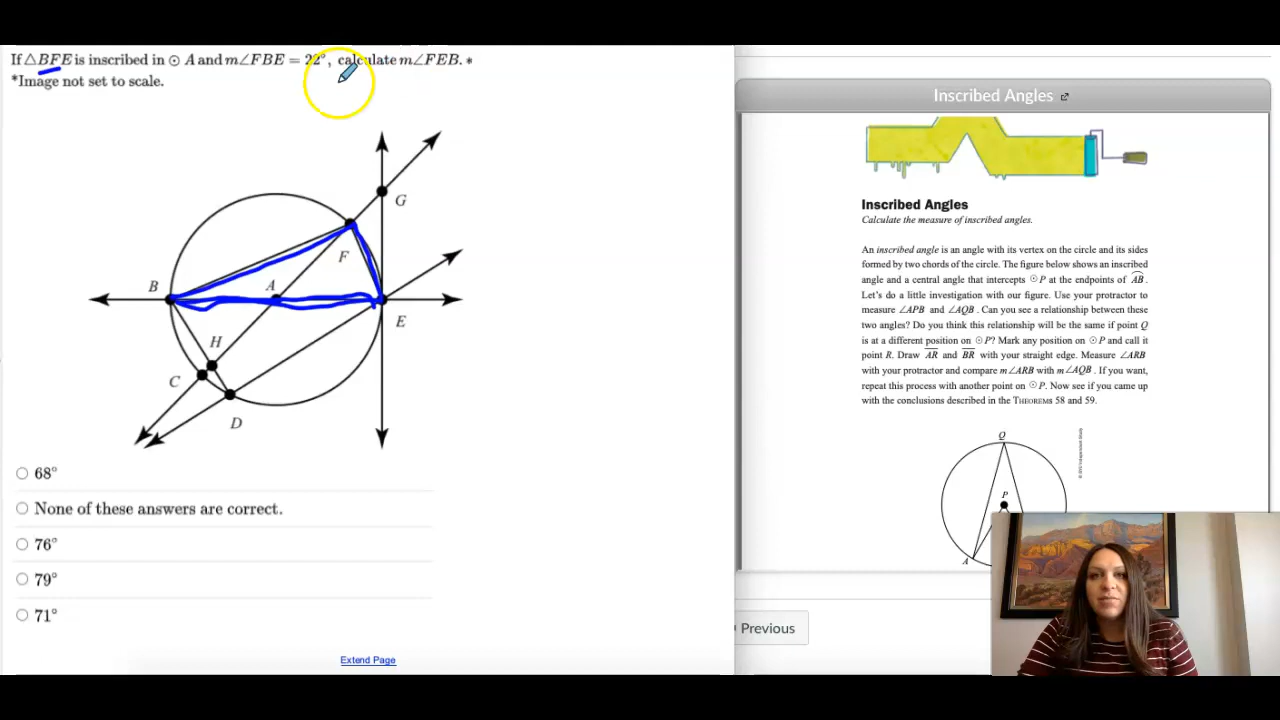 If △BFE is inscribed in ⊙ A and m∠FBE = 22°, calculate m∠FEB. *
*Image not set to scale.
G
F
B
A
E
H
C
D
68°
None of these answers are correct.
76°
79°
71°
Extend Page
Inscribed Angles
Inscribed Angles
Calculate the measure of inscribed angles.
An inscribed angle is an angle with its vertex on the circle and its sides
formed by two chords of the circle. The figure below shows an inscribed
angle and a central angle that intercepts ⊙P at the endpoints of AB.
Let's do a little investigation with our figure. Use your protractor to
measure ∠APB and ∠AQB. Can you see a relationship between these
two angles? Do you think this relationship will be the same if point Q
is at a different position on ⊙P? Mark any position on ⊙P and call it
point R. Draw AR and BR with your straight edge. Measure ∠ARB
with your protractor and compare m∠ARB with m∠AQB. If you want,
repeat this process with another point on ⊙P. Now see if you came up
with the conclusions described in the THEOREMS 58 and 59.
Q
P
A
Previous